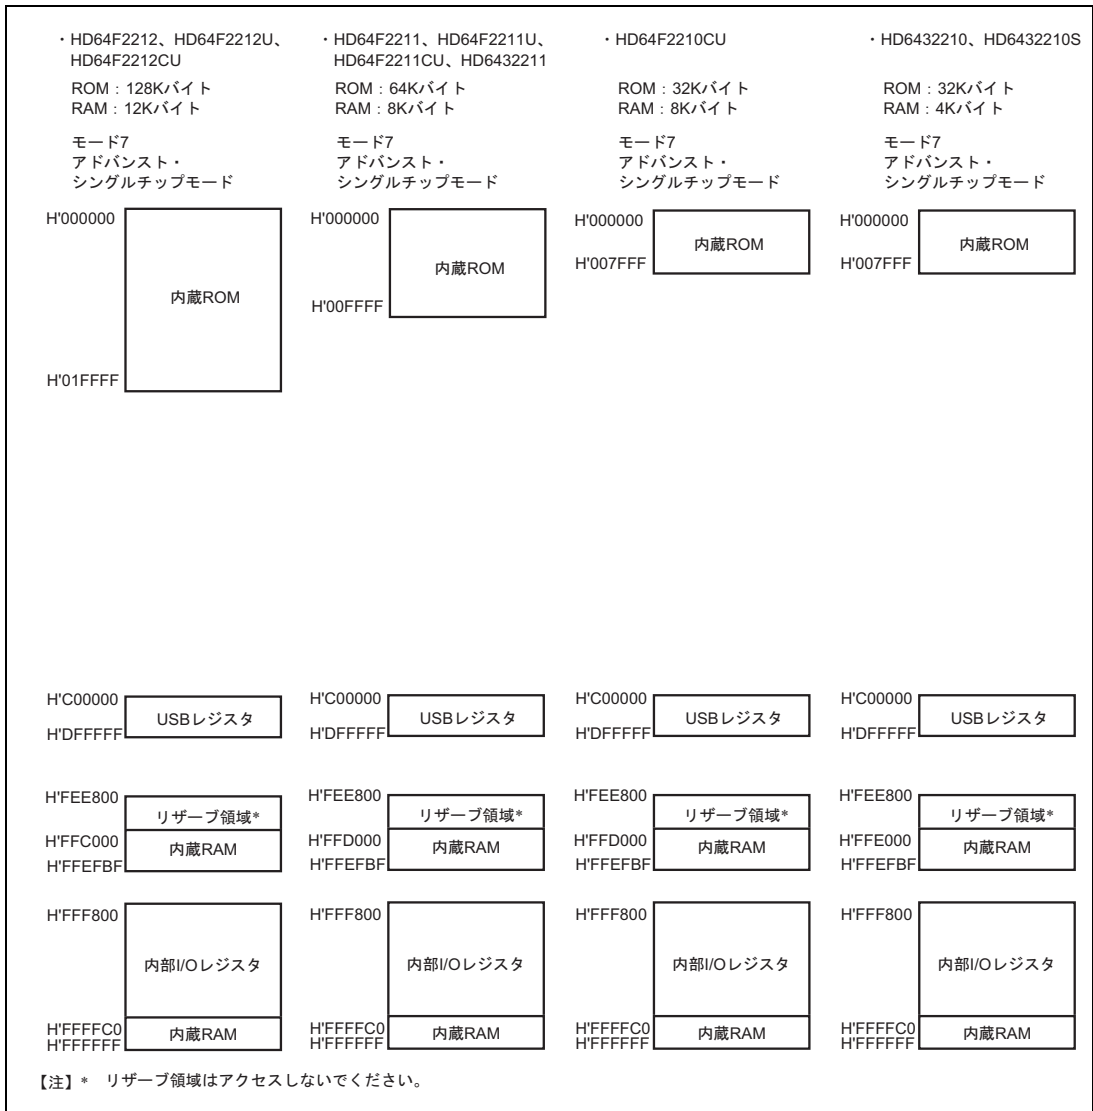 ・HD64F2212、HD64F2212U、
HD64F2212CU
ROM：128Kバイト
RAM：12Kバイト
モード7
アドバンスト・
シングルチップモード
H'000000
内蔵ROM
H'01FFFF
H'C00000
USBレジスタ
H'DFFFFF
H'FEE800
リザーブ領域*
H'FFC000
内蔵RAM
H'FFEFBF
H'FFF800
内部I/Oレジスタ
H'FFFFC0
内蔵RAM
H'FFFFFF
・HD64F2211、HD64F2211U、
HD64F2211CU、HD6432211
ROM：64Kバイト
RAM：8Kバイト
モード7
アドバンスト・
シングルチップモード
H'000000
内蔵ROM
H'00FFFF
H'C00000
USBレジスタ
H'DFFFFF
H'FEE800
リザーブ領域*
H'FFD000
内蔵RAM
H'FFEFBF
H'FFF800
内部I/Oレジスタ
H'FFFFC0
内蔵RAM
H'FFFFFF
・HD64F2210CU
ROM：32Kバイト
RAM：8Kバイト
モード7
アドバンスト・
シングルチップモード
H'000000
内蔵ROM
H'007FFF
H'C00000
USBレジスタ
H'DFFFFF
H'FEE800
リザーブ領域*
H'FFD000
内蔵RAM
H'FFEFBF
H'FFF800
内部I/Oレジスタ
H'FFFFC0
内蔵RAM
H'FFFFFF
・HD6432210、HD6432210S
ROM：32Kバイト
RAM：4Kバイト
モード7
アドバンスト・
シングルチップモード
H'000000
内蔵ROM
H'007FFF
H'C00000
USBレジスタ
H'DFFFFF
H'FEE800
リザーブ領域*
H'FFE000
内蔵RAM
H'FFEFBF
H'FFF800
内部I/Oレジスタ
H'FFFFC0
内蔵RAM
H'FFFFFF
【注】* リザーブ領域はアクセスしないでください。